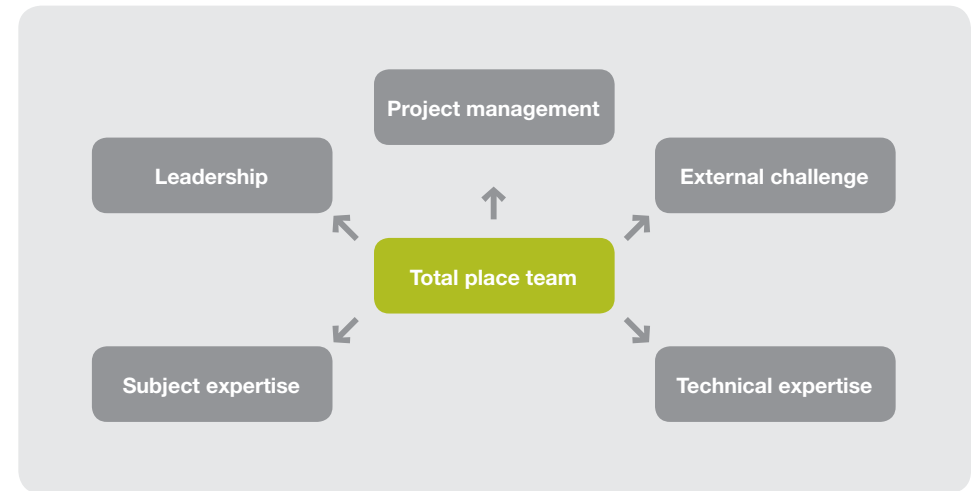 Project management
Leadership
External challenge
Total place team
Subject expertise
Technical expertise